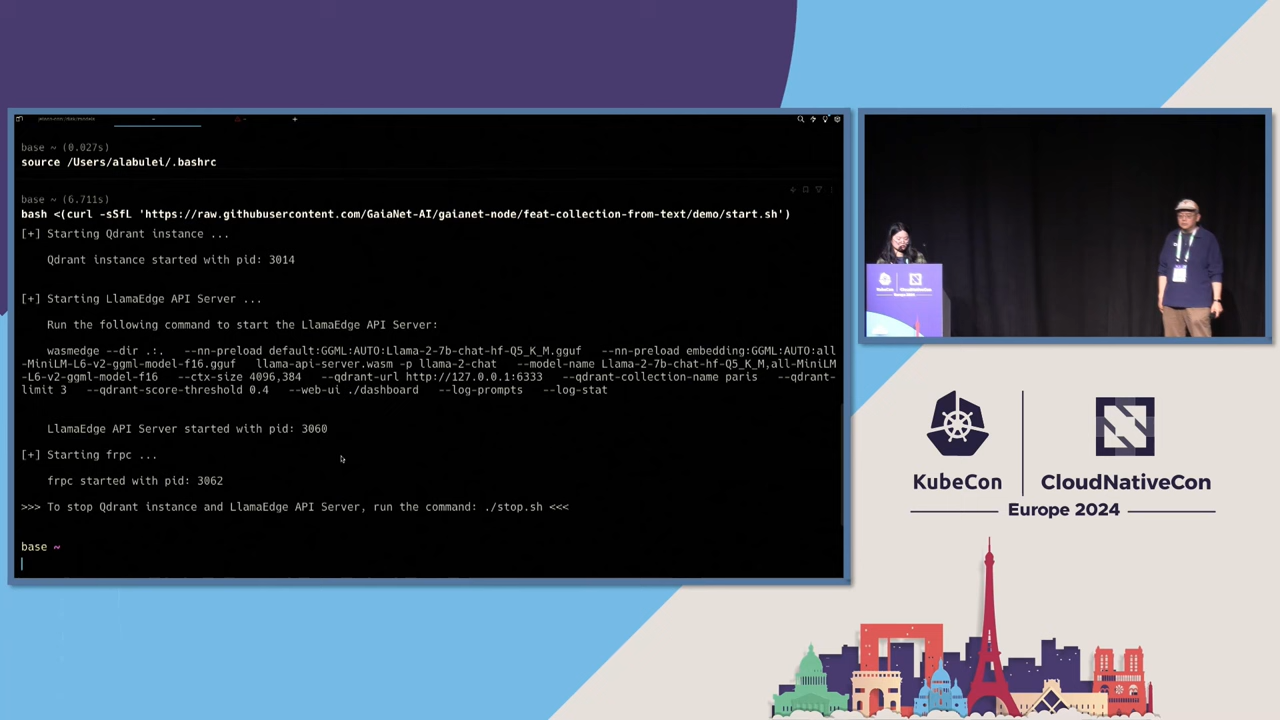 base ~ (0.027s)
source /Users/alabulei/.bashrc
base ~ (6.711s)
bash <(curl -sSfL 'https://raw.githubusercontent.com/GaiaNet-AI/gaianet-node/feat-collection-from-text/demo/start.sh')
[+] Starting Qdrant instance ...
Qdrant instance started with pid: 3014
[+] Starting LlamaEdge API Server ...
Run the following command to start the LlamaEdge API Server:
wasmedge --dir .:. --nn-preload default:GGML:AUTO:Llama-2-7b-chat-hf-Q5_K_M.gguf --nn-preload embedding:GGML:AUTO:all
-MiniLM-L6-v2-ggml-model-f16.gguf llama-api-server.wasm -p llama-2-chat --model-name Llama-2-7b-chat-hf-Q5_K_M,all-MiniLM
-L6-v2-ggml-model-f16 --ctx-size 4096,384 --qdrant-url http://127.0.0.1:6333 --qdrant-collection-name paris --qdrant-
limit 3 --qdrant-score-threshold 0.4 --web-ui ./dashboard --log-prompts --log-stat
LlamaEdge API Server started with pid: 3060
[+] Starting frpc ...
frpc started with pid: 3062
>>> To stop Qdrant instance and LlamaEdge API Server, run the command: ./stop.sh <<<
base ~
KubeCon
CloudNativeCon
Europe 2024